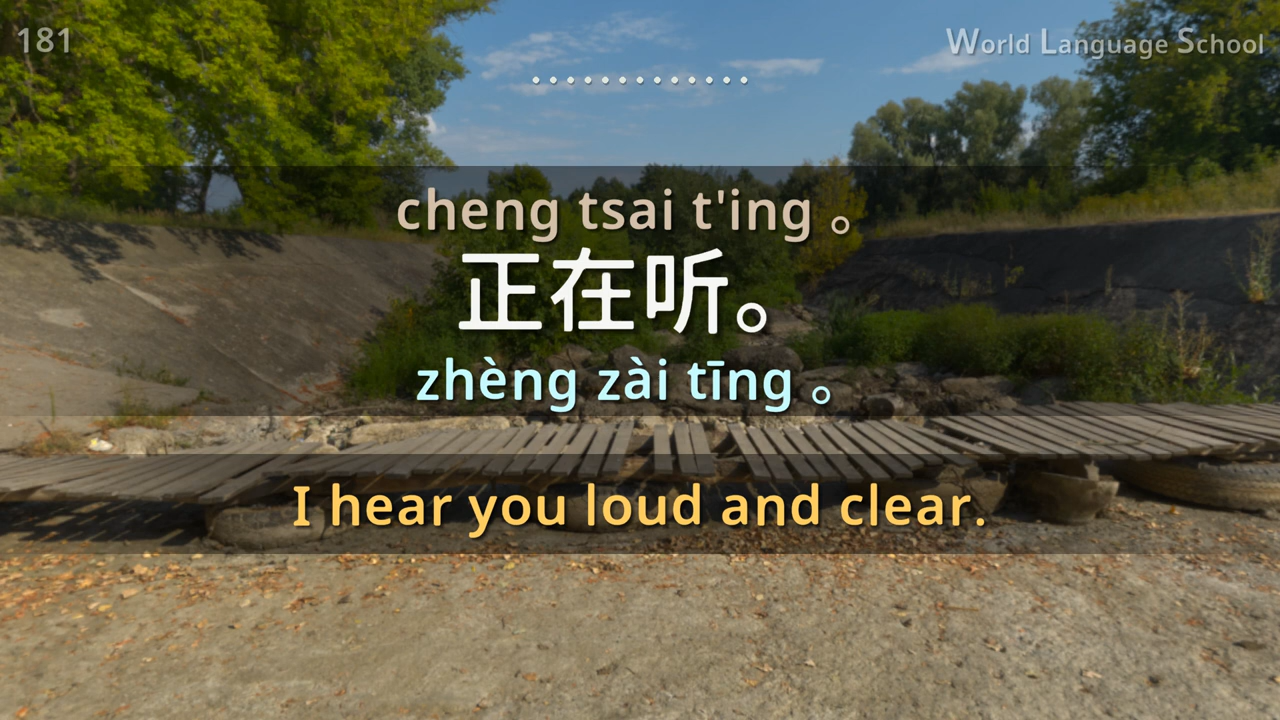 181
World Language School
cheng tsai t'ing 。
正在听。
zhèng zài tīng 。
I hear you loud and clear.